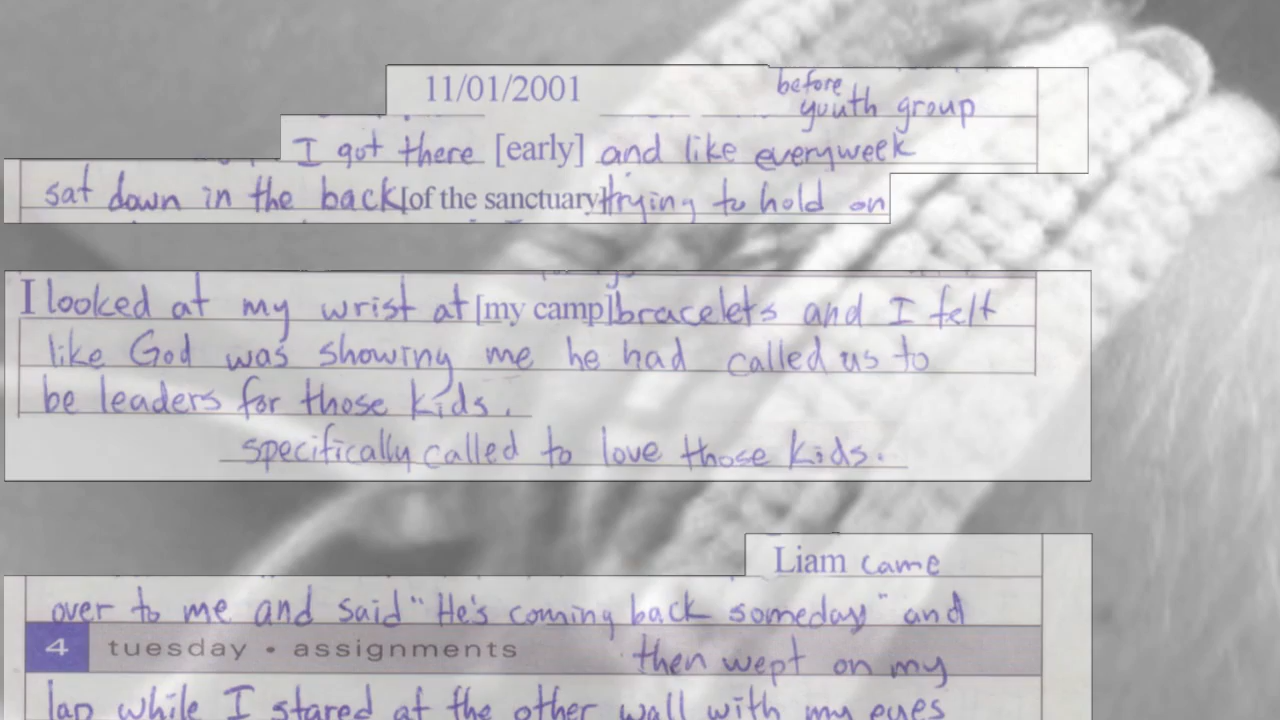 11/01/2001 before
youth group
I got there [early] and like everyweek
sat down in the back[of the sanctuary]trying to hold on
I looked at my wrist at [my camp]bracelets and I felt
like God was showing me he had called us to
be leaders for those kids.
specifically called to love those kids.
Liam came
over to me and said "He's coming back someday" and
4 tuesday • assignments then wept on my
lap while I stared at the other wall with my eyes